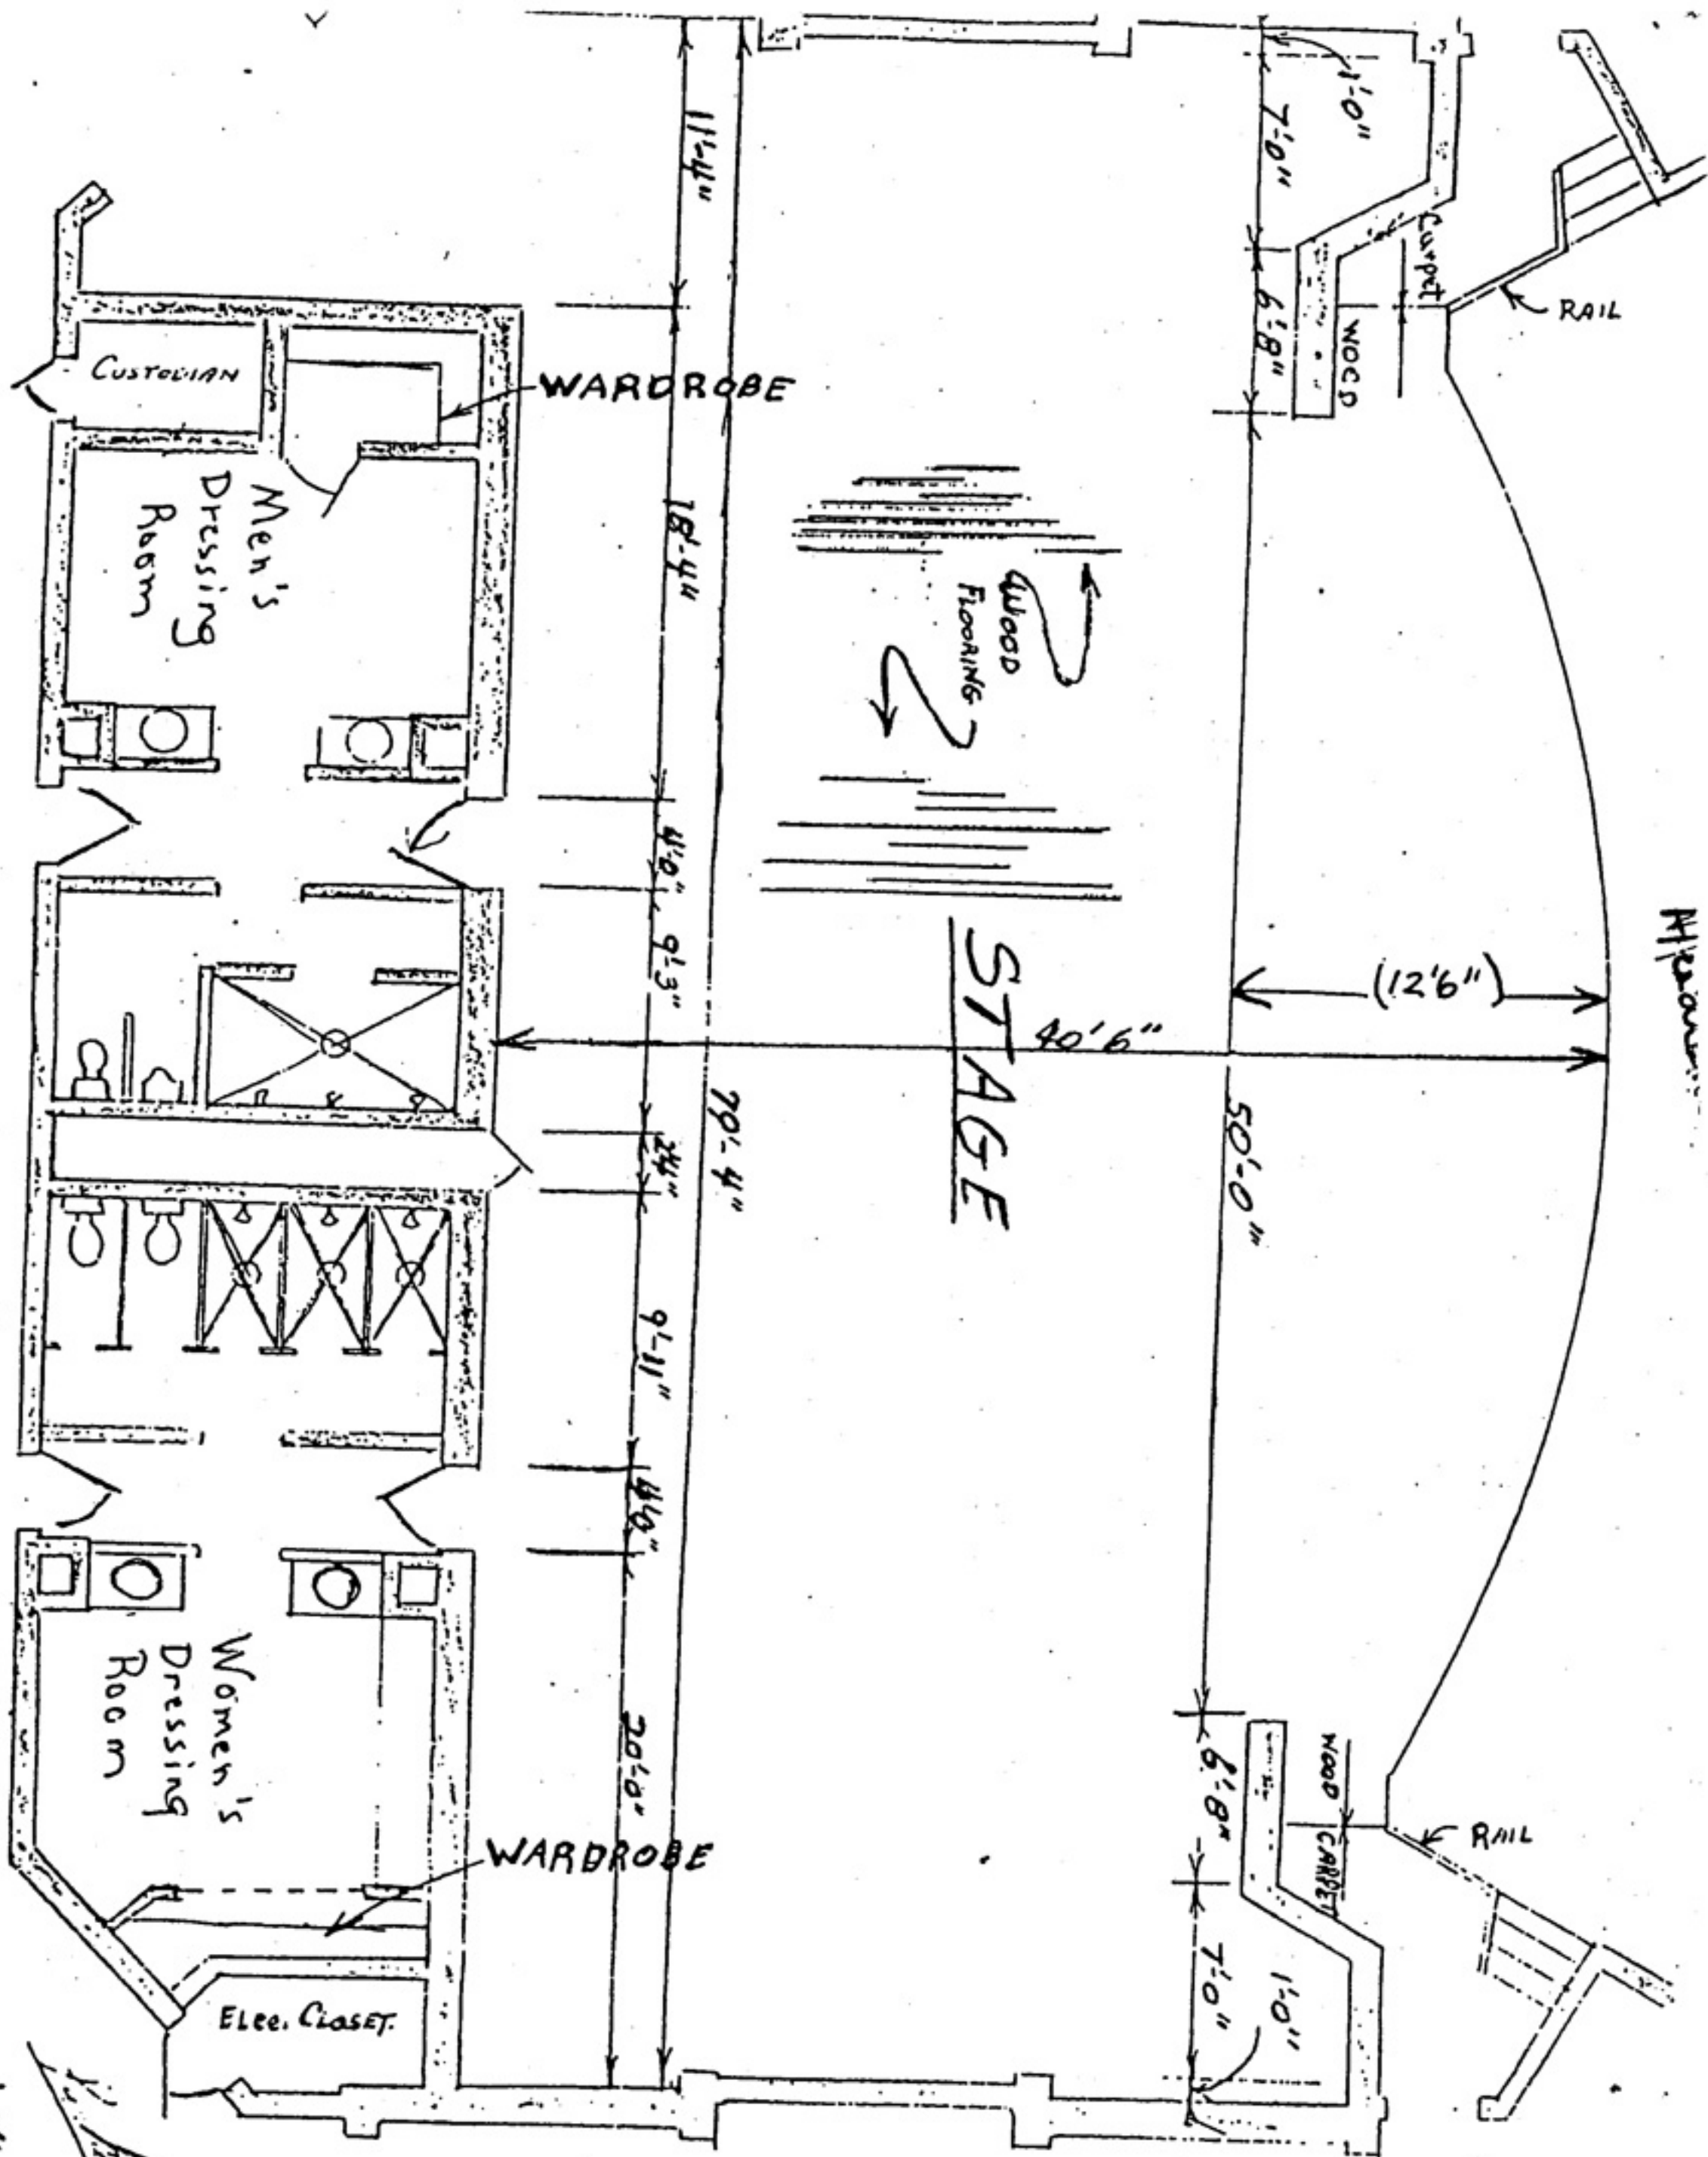 1'-0"
7'-0"
Carpet
RAIL
6'-8"
WOOD
11'-4"
CUSTODIAN
WARDROBE
Men's
Dressing
Room
18'-4"
WOOD
FLOORING
4'-0"
9'-3"
STAGE
(12'6")
40'6"
79'-4"
50'-0"
24"
9'-11"
4'-0"
Women's
Dressing
Room
20'-0"
6'-8"
WOOD
CARPET
RAIL
WARDROBE
7'-0"
1'-0"
ELEC. CLOSET.